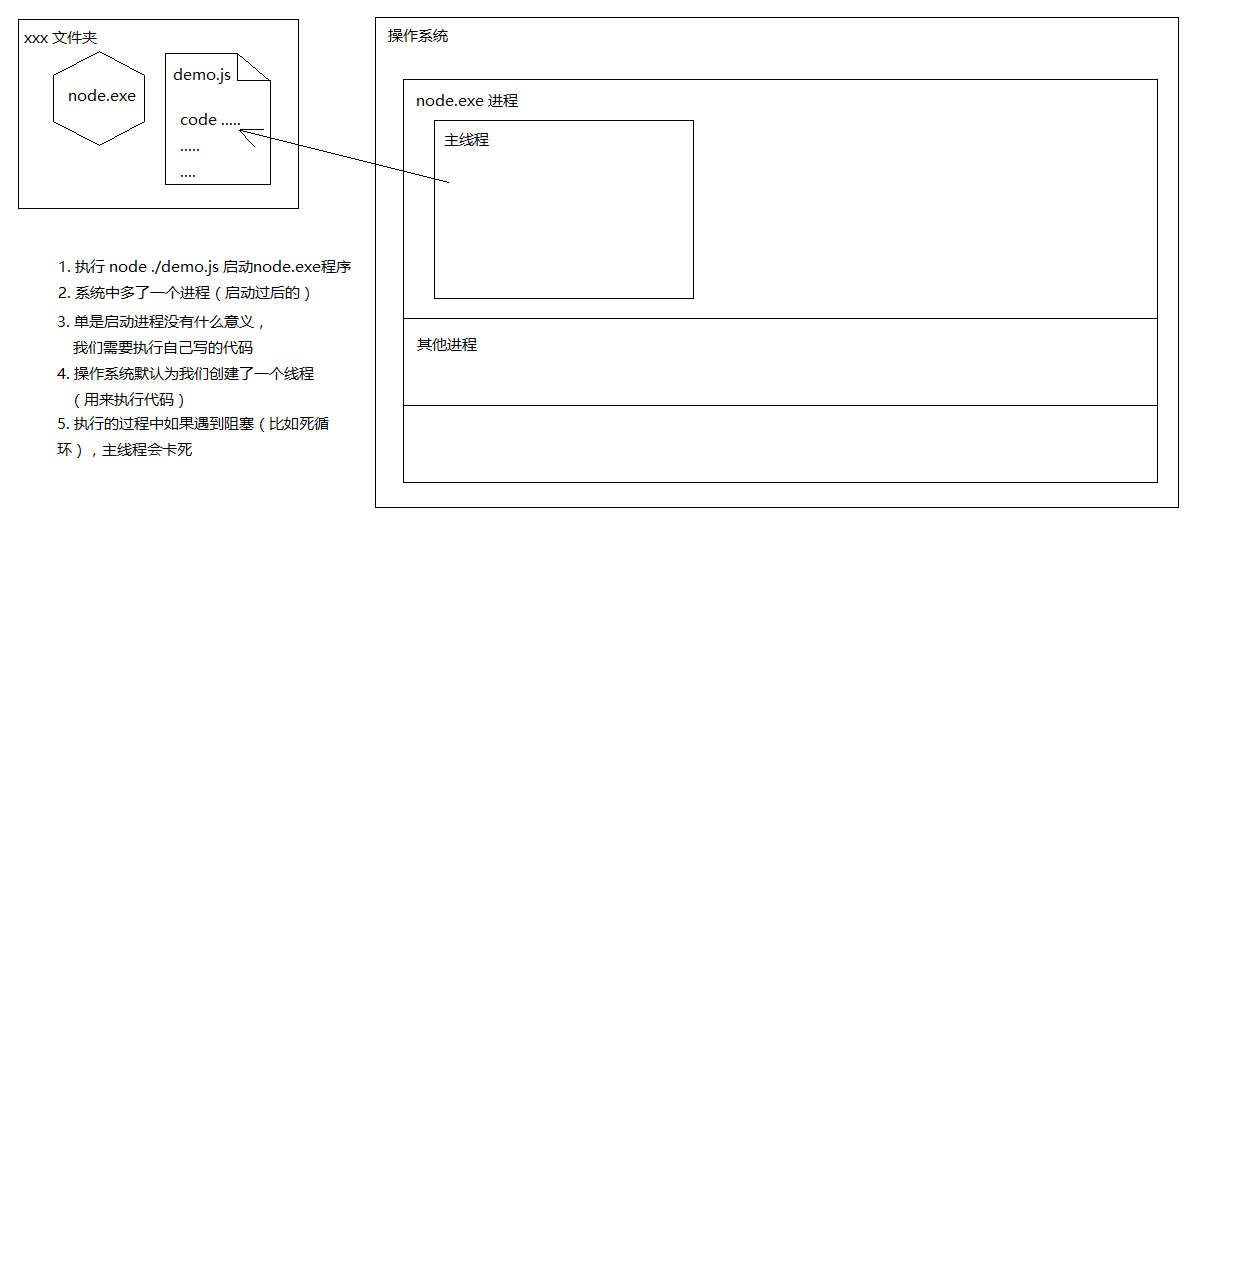 xxx 文件夹
node.exe
demo.js
code .....
.....
....
1. 执行 node ./demo.js 启动node.exe程序
2. 系统中多了一个进程（启动过后的）
3. 单是启动进程没有什么意义，
我们需要执行自己写的代码
4. 操作系统默认为我们创建了一个线程
（用来执行代码）
5. 执行的过程中如果遇到阻塞（比如死循
环），主线程会卡死
操作系统
node.exe 进程
主线程
其他进程